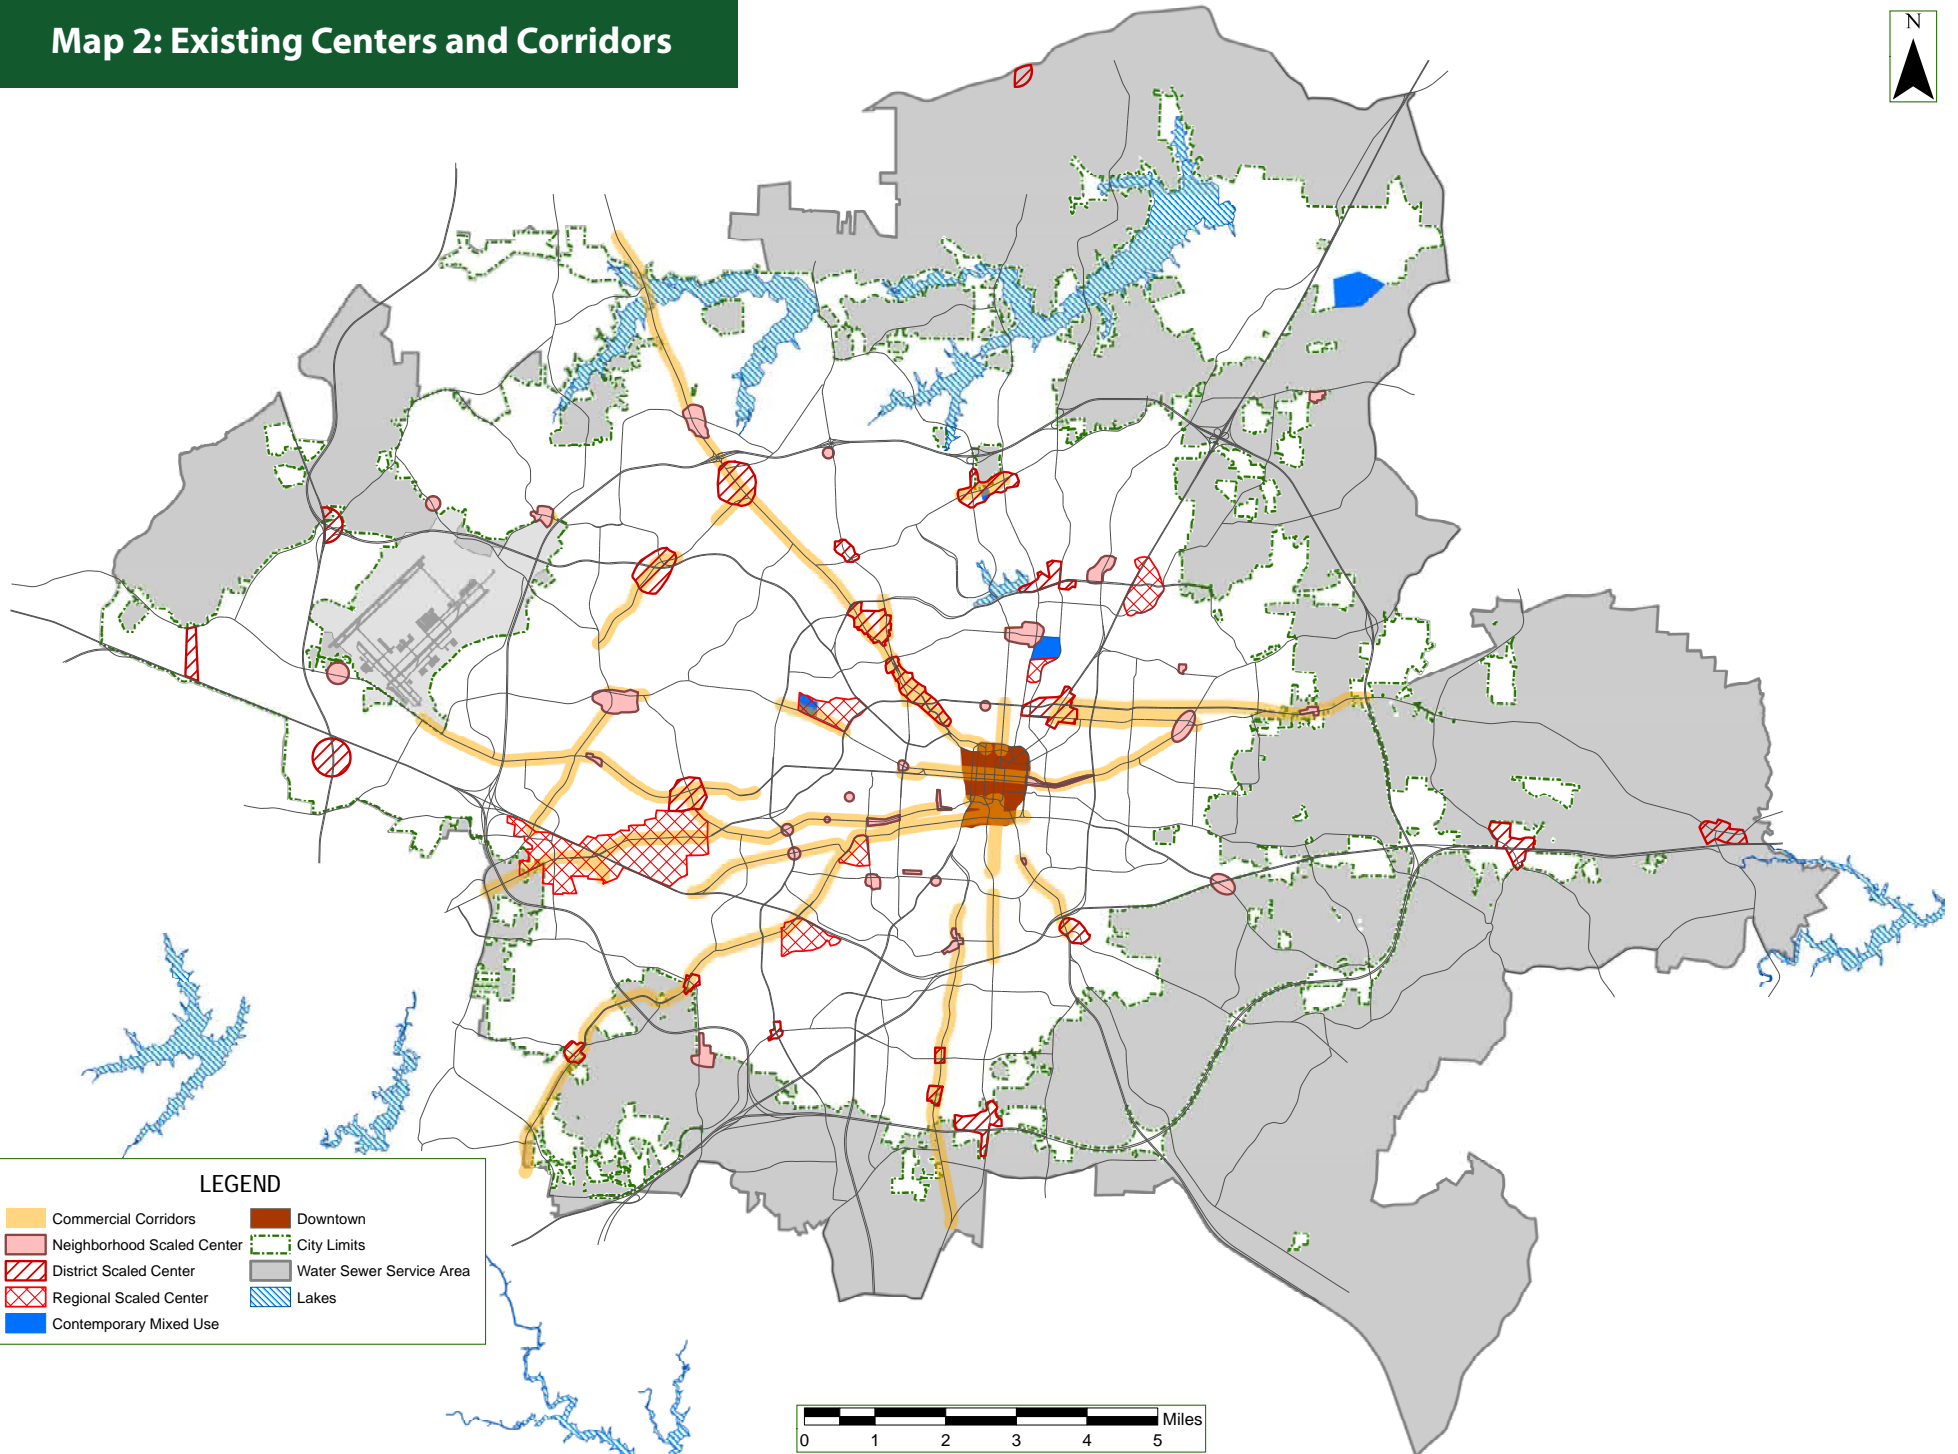 Map 2: Existing Centers and Corridors
N
LEGEND
Commercial Corridors
Neighborhood Scaled Center
District Scaled Center
Regional Scaled Center
Contemporary Mixed Use
Downtown
City Limits
Water Sewer Service Area
Lakes
Miles
0 1 2 3 4 5